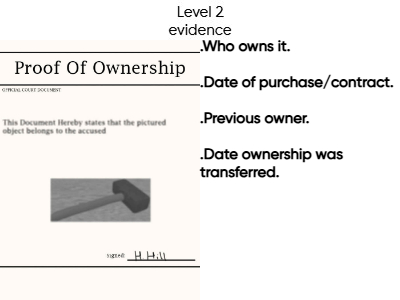 Level 2
evidence
Proof Of Ownership
OFFICIAL COURT DOCUMENT
This Document Hereby states that the pictured
object belongs to the accused
signed: H Hill
.Who owns it.
.Date of purchase/contract.
.Previous owner.
.Date ownership was
transferred.